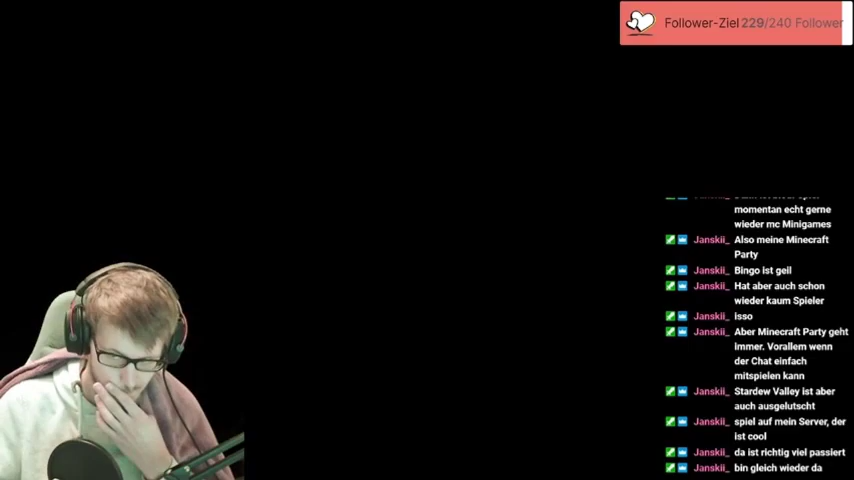 Follower-Ziel 229/240 Follower
momentan echt gerne
wieder mc Minigames
Janskii_ Also meine Minecraft
Party
Janskii_ Bingo ist geil
Janskii_ Hat aber auch schon
wieder kaum Spieler
Janskii_ isso
Janskii_ Aber Minecraft Party geht
immer. Vorallem wenn
der Chat einfach
mitspielen kann
Janskii_ Stardew Valley ist aber
auch ausgelutscht
Janskii_ spiel auf mein Server, der
ist cool
Janskii_ da ist richtig viel passiert
Janskii_ bin gleich wieder da